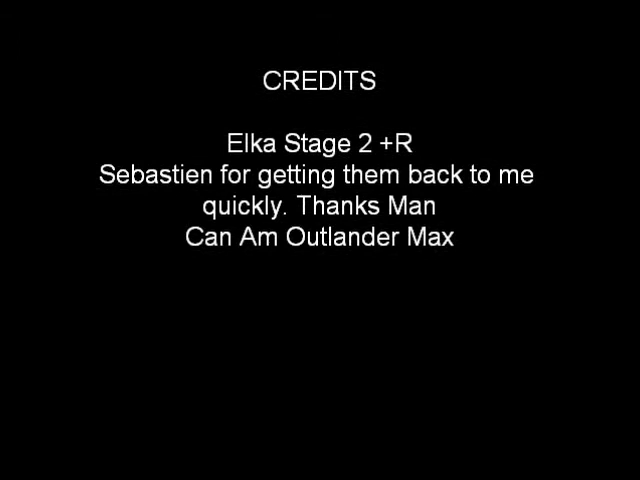 CREDITS
Elka Stage 2 +R
Sebastien for getting them back to me
quickly. Thanks Man
Can Am Outlander Max